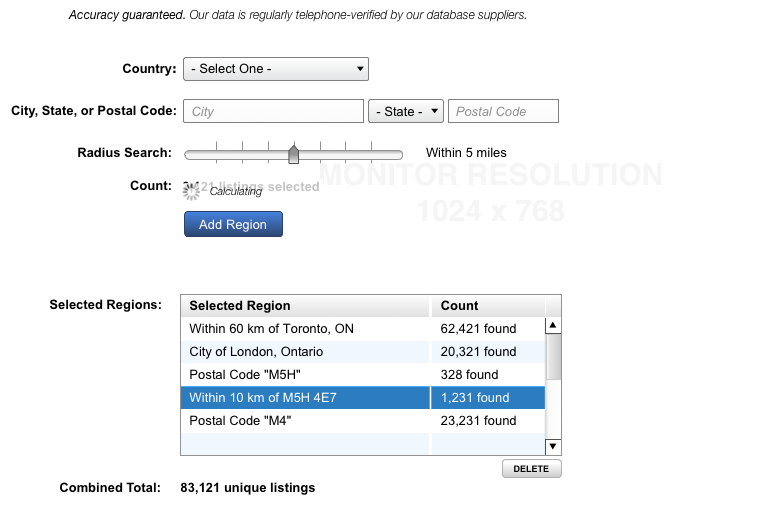 Accuracy guaranteed. Our data is regularly telephone-verified by our database suppliers.
Country: - Select One -
City, State, or Postal Code: City - State - Postal Code
Radius Search: Within 5 miles
MONITOR RESOLUTION
Count: listings selected
Calculating
1024 x 768
Add Region
Selected Regions: Selected Region Count
Within 60 km of Toronto, ON 62,421 found
City of London, Ontario 20,321 found
Postal Code "M5H" 328 found
Within 10 km of M5H 4E7 1,231 found
Postal Code "M4" 23,231 found
DELETE
Combined Total: 83,121 unique listings